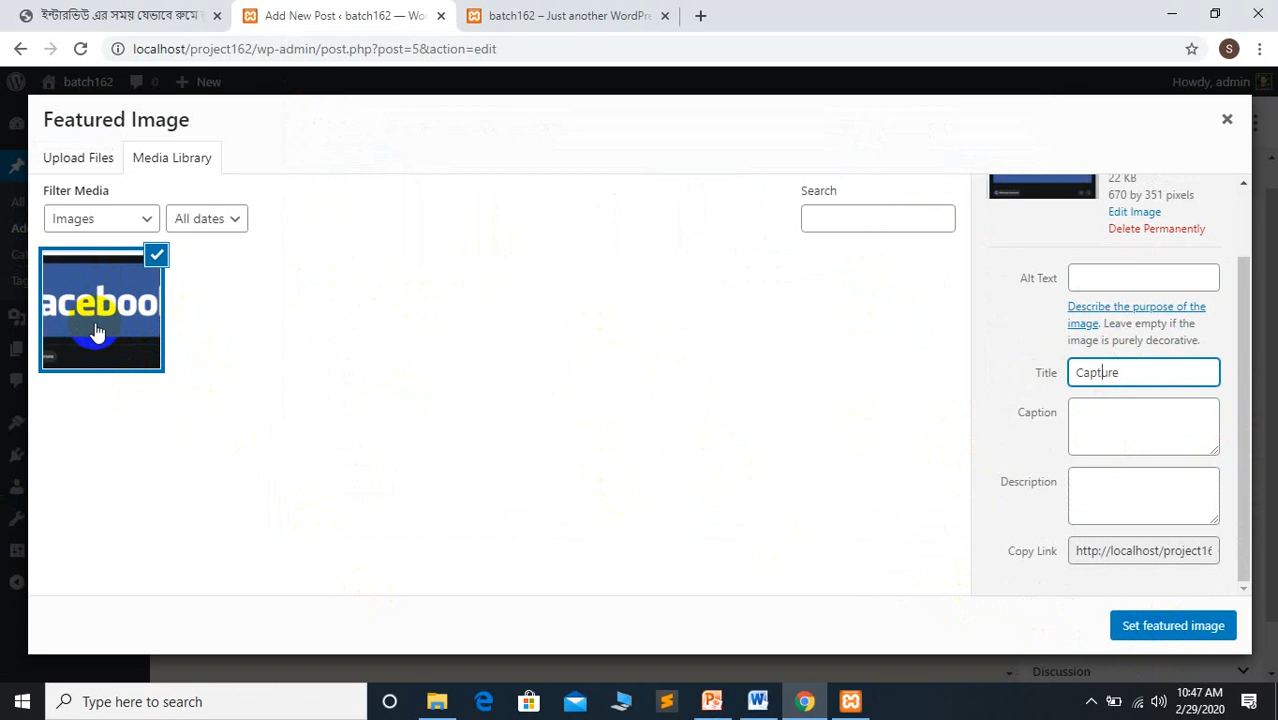 ইন্টারভিউ এর সময় যেভাবে রুমে
Add New Post ‹ batch162 — Wor
batch162 – Just another WordPre
S
localhost/project162/wp-admin/post.php?post=5&action=edit
batch162
0
New
Howdy, admin
Featured Image
Upload Files
Media Library
Filter Media
Search
Images
All dates
acebook
22 KB
670 by 351 pixels
Edit Image
Delete Permanently
Alt Text
Describe the purpose of the
image. Leave empty if the
image is purely decorative.
Title
Capture
Caption
Description
Copy Link
http://localhost/project16
Set featured image
Discussion
Type here to search
10:47 AM
2/29/2020